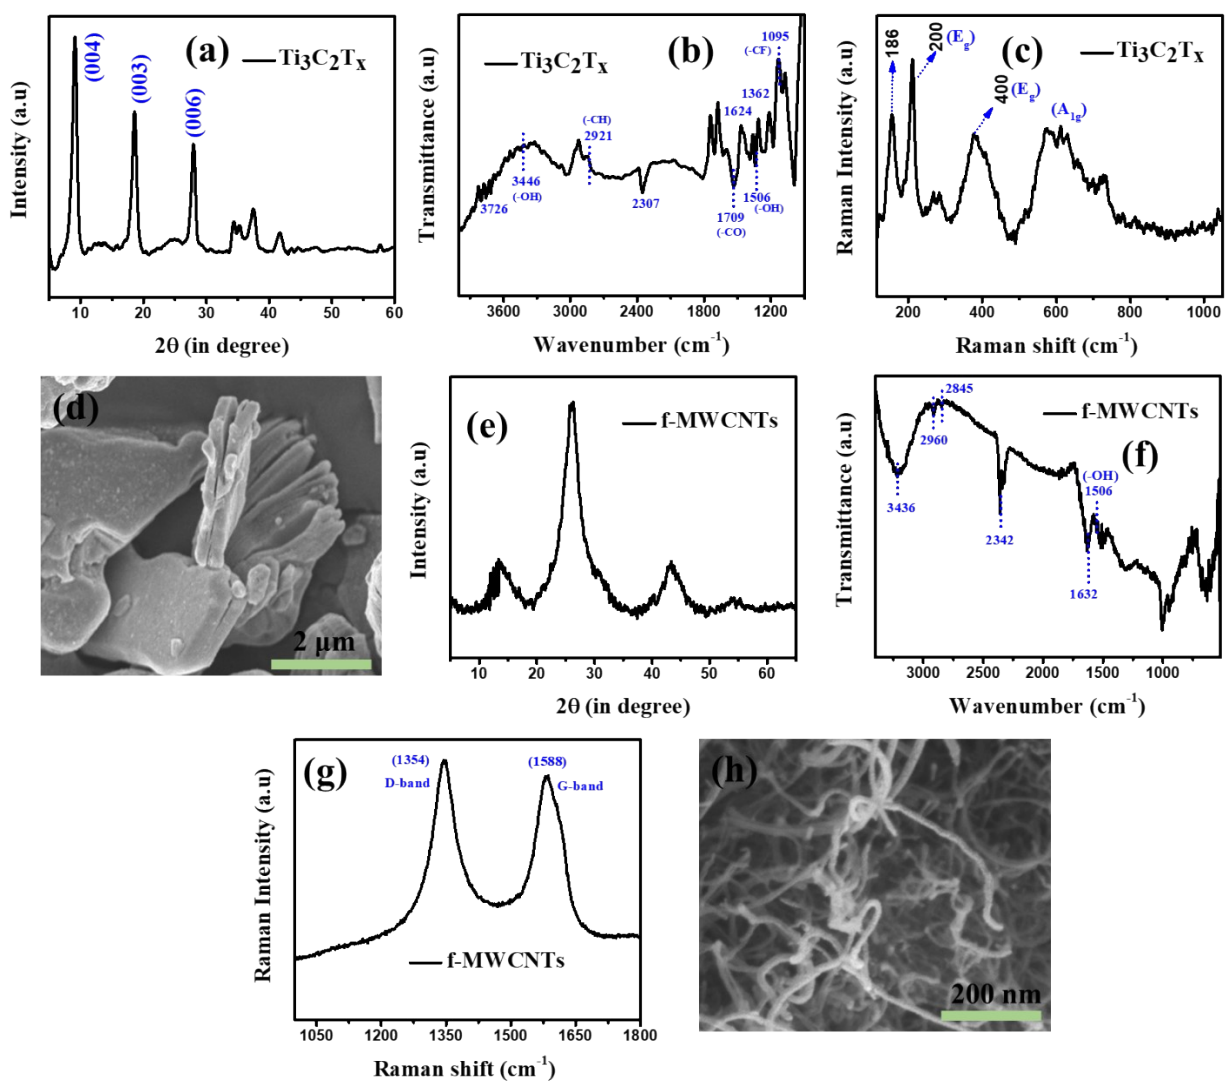 (a)
Ti3C2Tx
(004)
(003)
(006)
Intensity (a.u)
10 20 30 40 50 60
2θ (in degree)
(b)
Ti3C2Tx
1095
(-CF)
1362
1624
(-CH)
2921
3446
(-OH)
3726
2307
1506
(-OH)
1709
(-CO)
Transmittance (a.u)
3600 3000 2400 1800 1200
Wavenumber (cm-1)
(c)
Ti3C2Tx
186
200 (Eg)
400 (Eg)
(A1g)
Raman Intensity (a.u)
200 400 600 800 1000
Raman shift (cm-1)
(d)
2 μm
(e)
f-MWCNTs
Intensity (a.u)
10 20 30 40 50 60
2θ (in degree)
(f)
f-MWCNTs
2845
2960
3436
2342
(-OH)
1506
1632
Transmittance (a.u)
3000 2500 2000 1500 1000
Wavenumber (cm-1)
(g)
(1354)
D-band
(1588)
G-band
f-MWCNTs
Raman Intensity (a.u)
1050 1200 1350 1500 1650 1800
Raman shift (cm-1)
(h)
200 nm